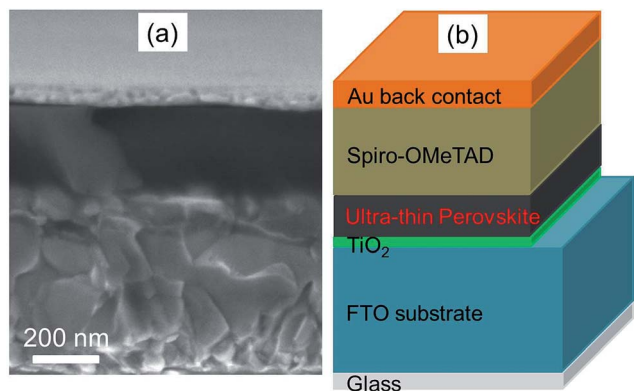 (a)
200 nm
(b)
Au back contact
Spiro-OMeTAD
Ultra-thin Perovskite
TiO₂
FTO substrate
Glass